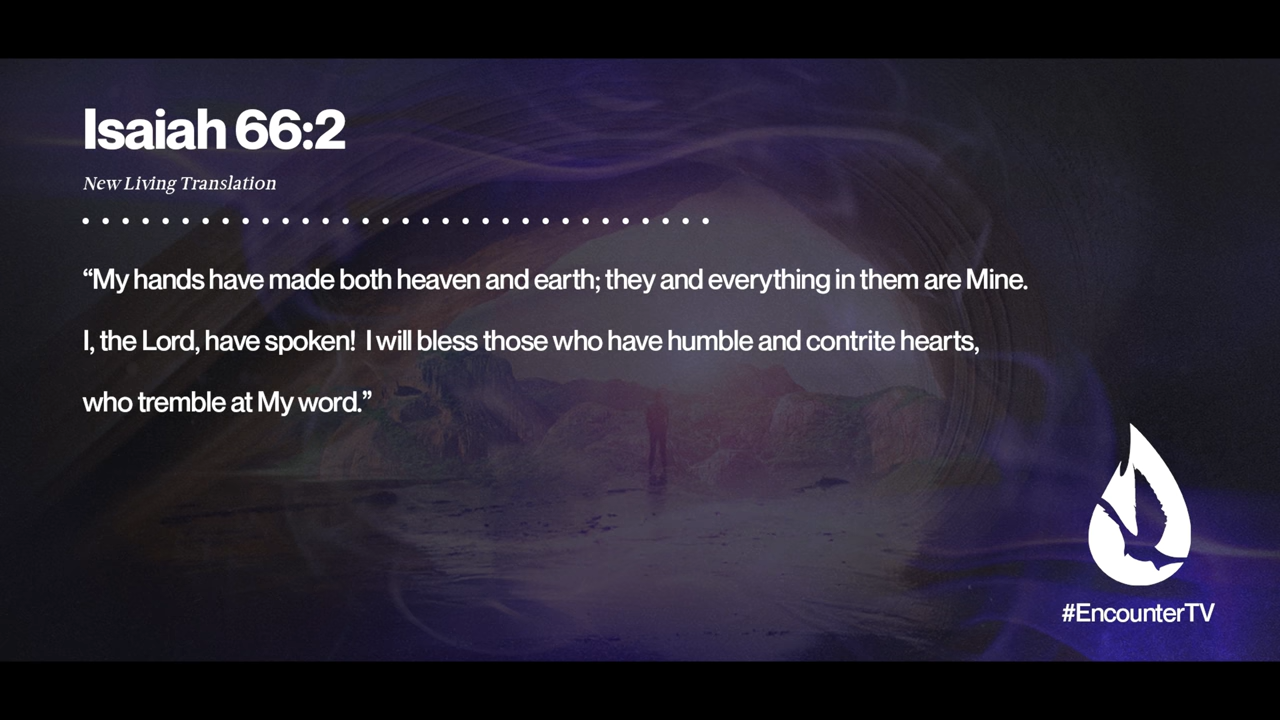 Isaiah 66:2
New Living Translation
“My hands have made both heaven and earth; they and everything in them are Mine.
I, the Lord, have spoken!  I will bless those who have humble and contrite hearts,
who tremble at My word.”
#EncounterTV